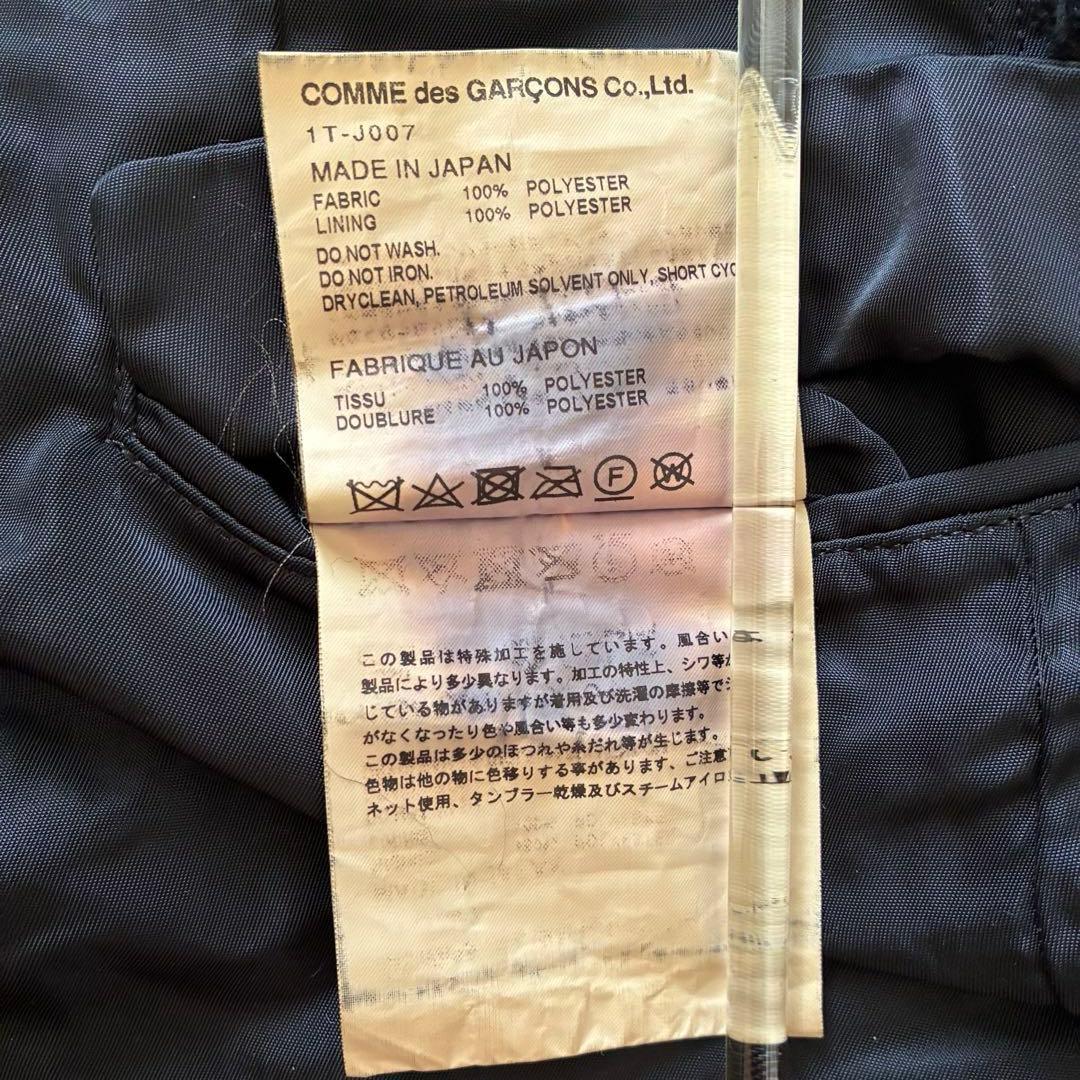 COMME des GARÇONS Co.,Ltd.
1T-J007
MADE IN JAPAN
FABRIC 100% POLYESTER
LINING 100% POLYESTER
DO NOT WASH.
DO NOT IRON.
DRYCLEAN, PETROLEUM SOLVENT ONLY, SHORT CYC
FABRIQUE AU JAPON
TISSU 100% POLYESTER
DOUBLURE 100% POLYESTER
F W
この製品は特殊加工を施しています。風合い
製品により多少異なります。加工の特性上、シワ等が
じている物がありますが着用及び洗濯の摩擦等でシ
がなくなったり色や風合い等も多少変わります。
この製品は多少のほつれや糸だれ等が生じます。
色物は他の物に色移りする事があります、ご注意
ネット使用、タンブラー乾燥及びスチームアイロ